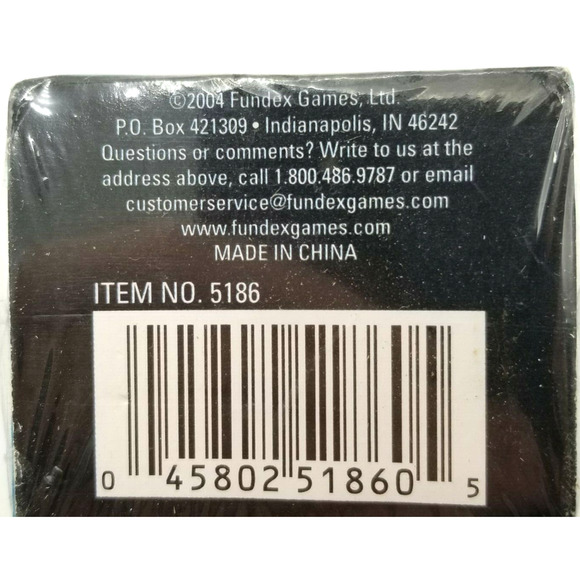 ©2004 Fundex Games, Ltd.
P.O. Box 421309 • Indianapolis, IN 46242
Questions or comments? Write to us at the
address above, call 1.800.486.9787 or email
customerservice@fundexgames.com
www.fundexgames.com
MADE IN CHINA
ITEM NO. 5186
0 45802 51860 5